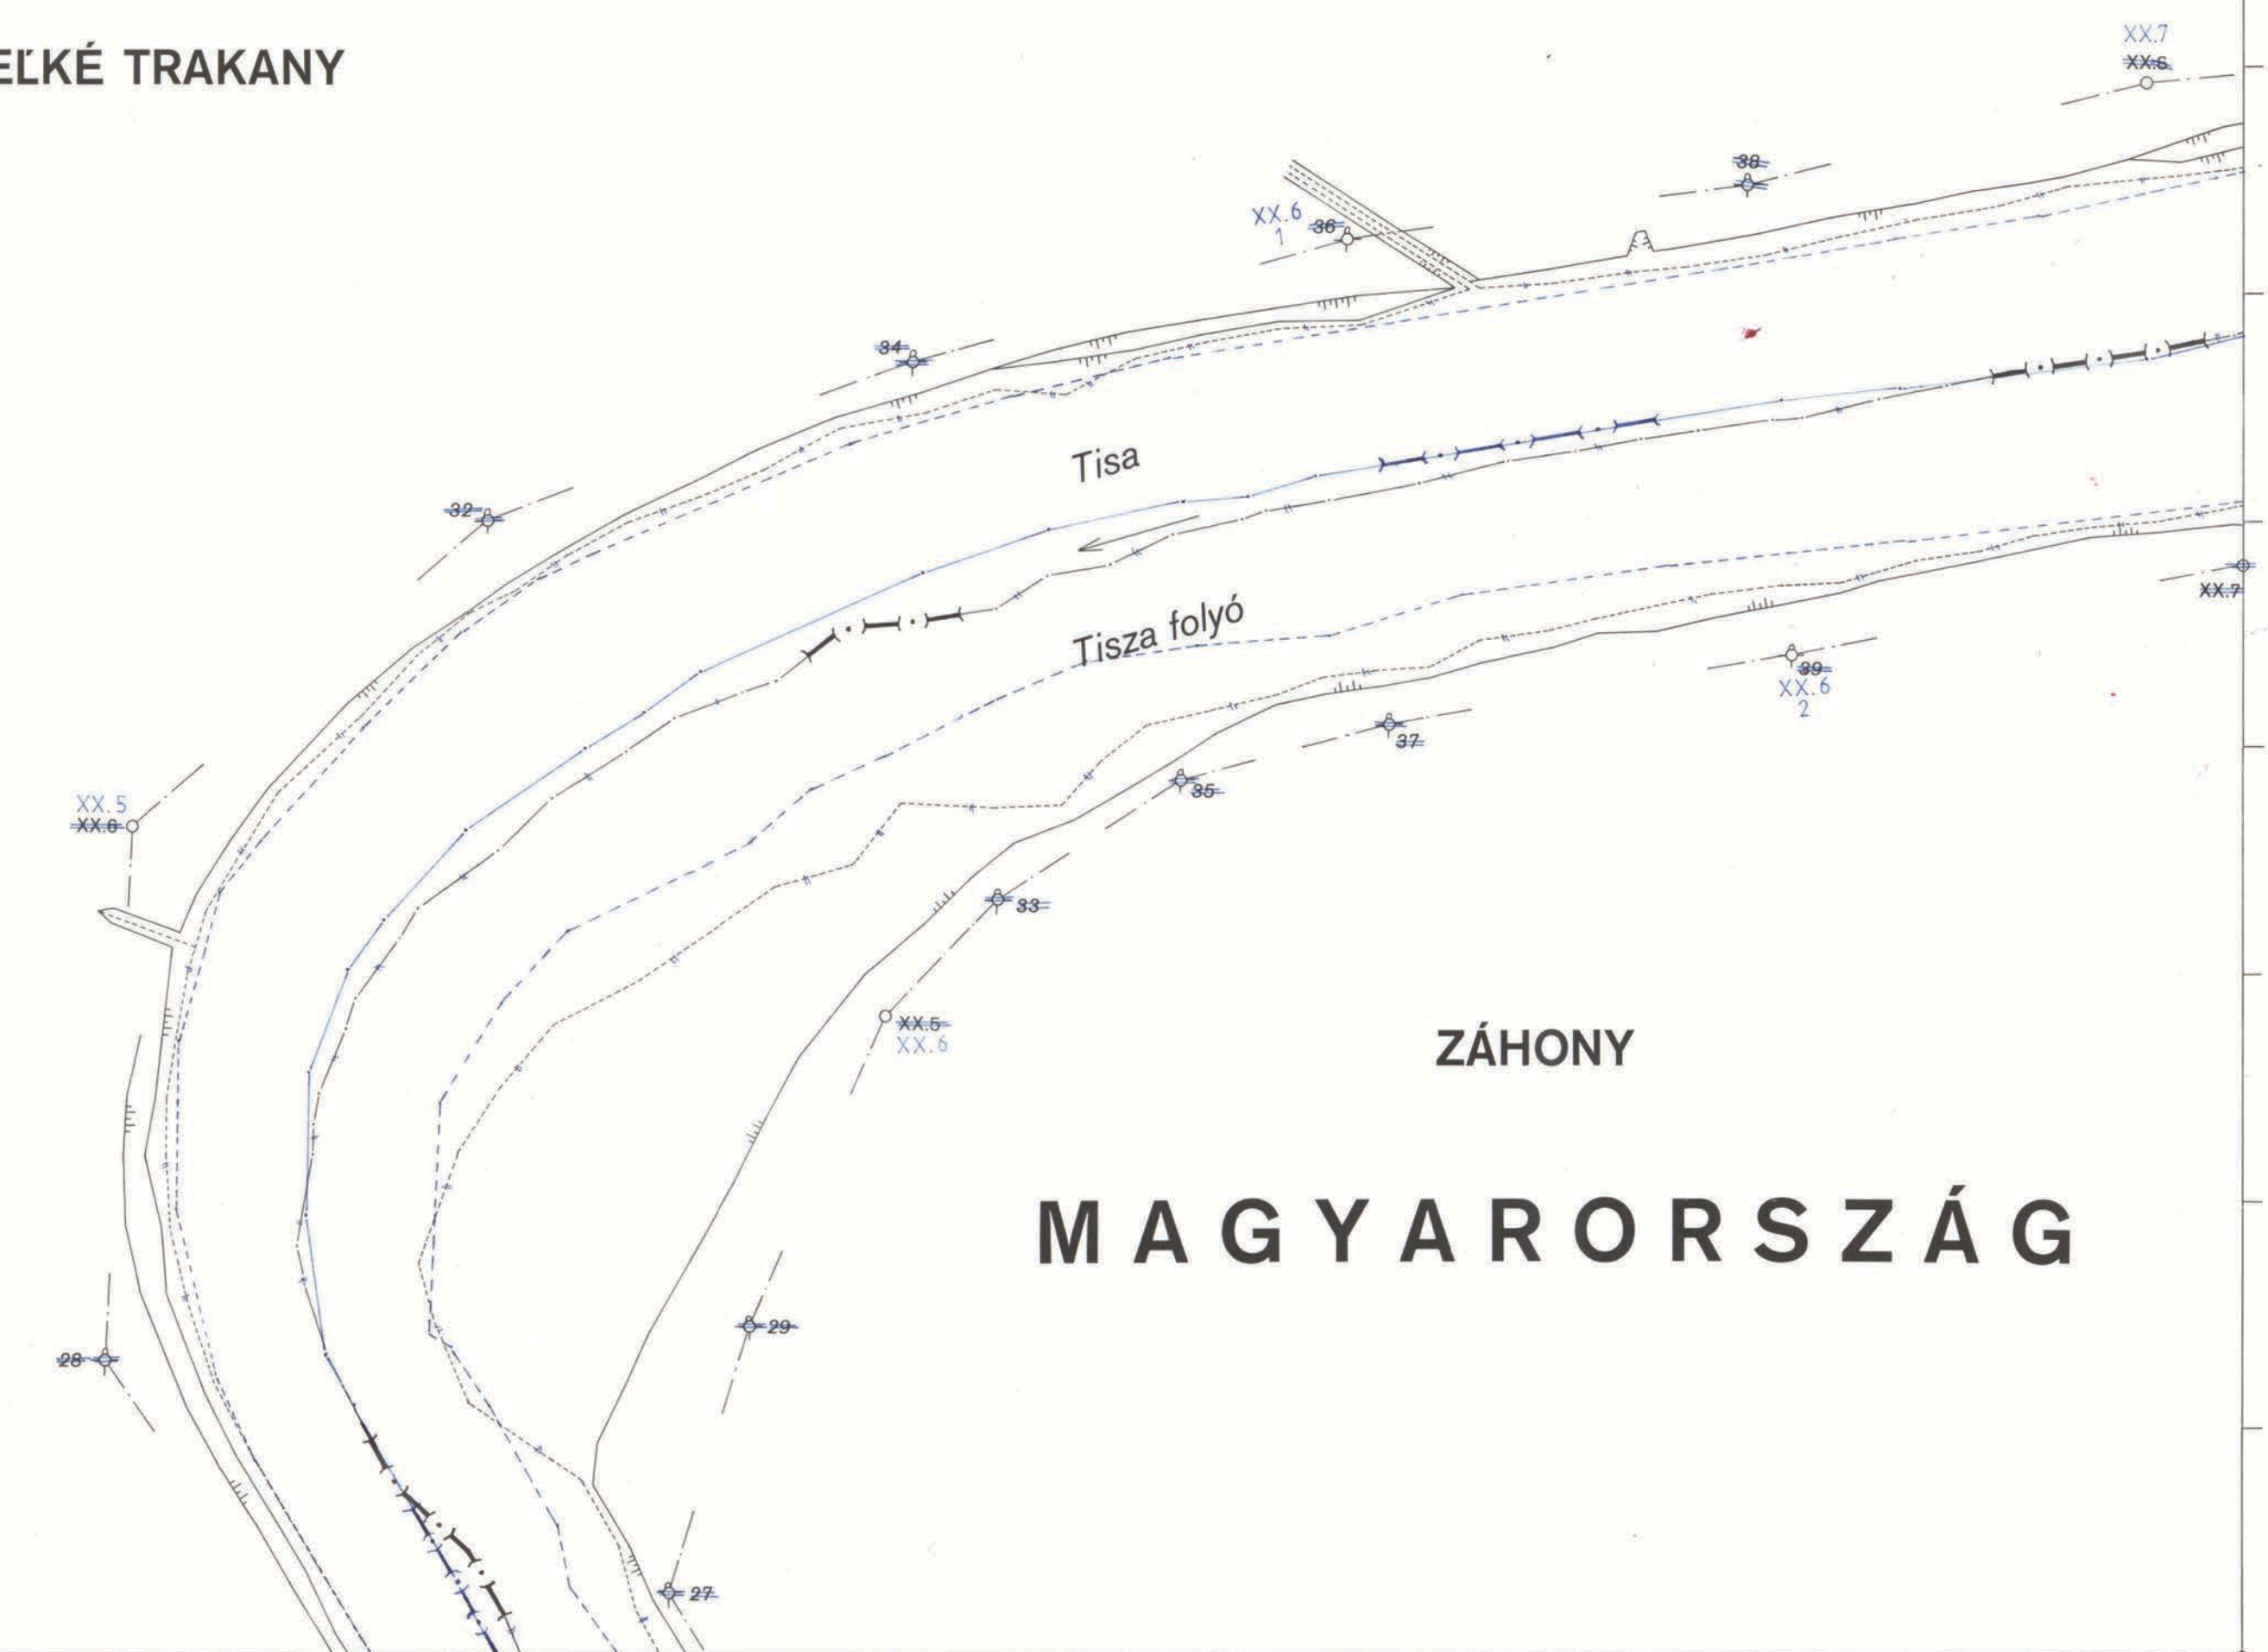 EĽKÉ TRAKANY
XX.7
XX.6
38
XX.6
1
36
34
Tisa
32
Tisza folyó
XX.7
39
XX.6
2
37
35
XX.5
XX.6
33
XX.5
XX.6
ZÁHONY
MAGYARORSZÁG
29
28
27